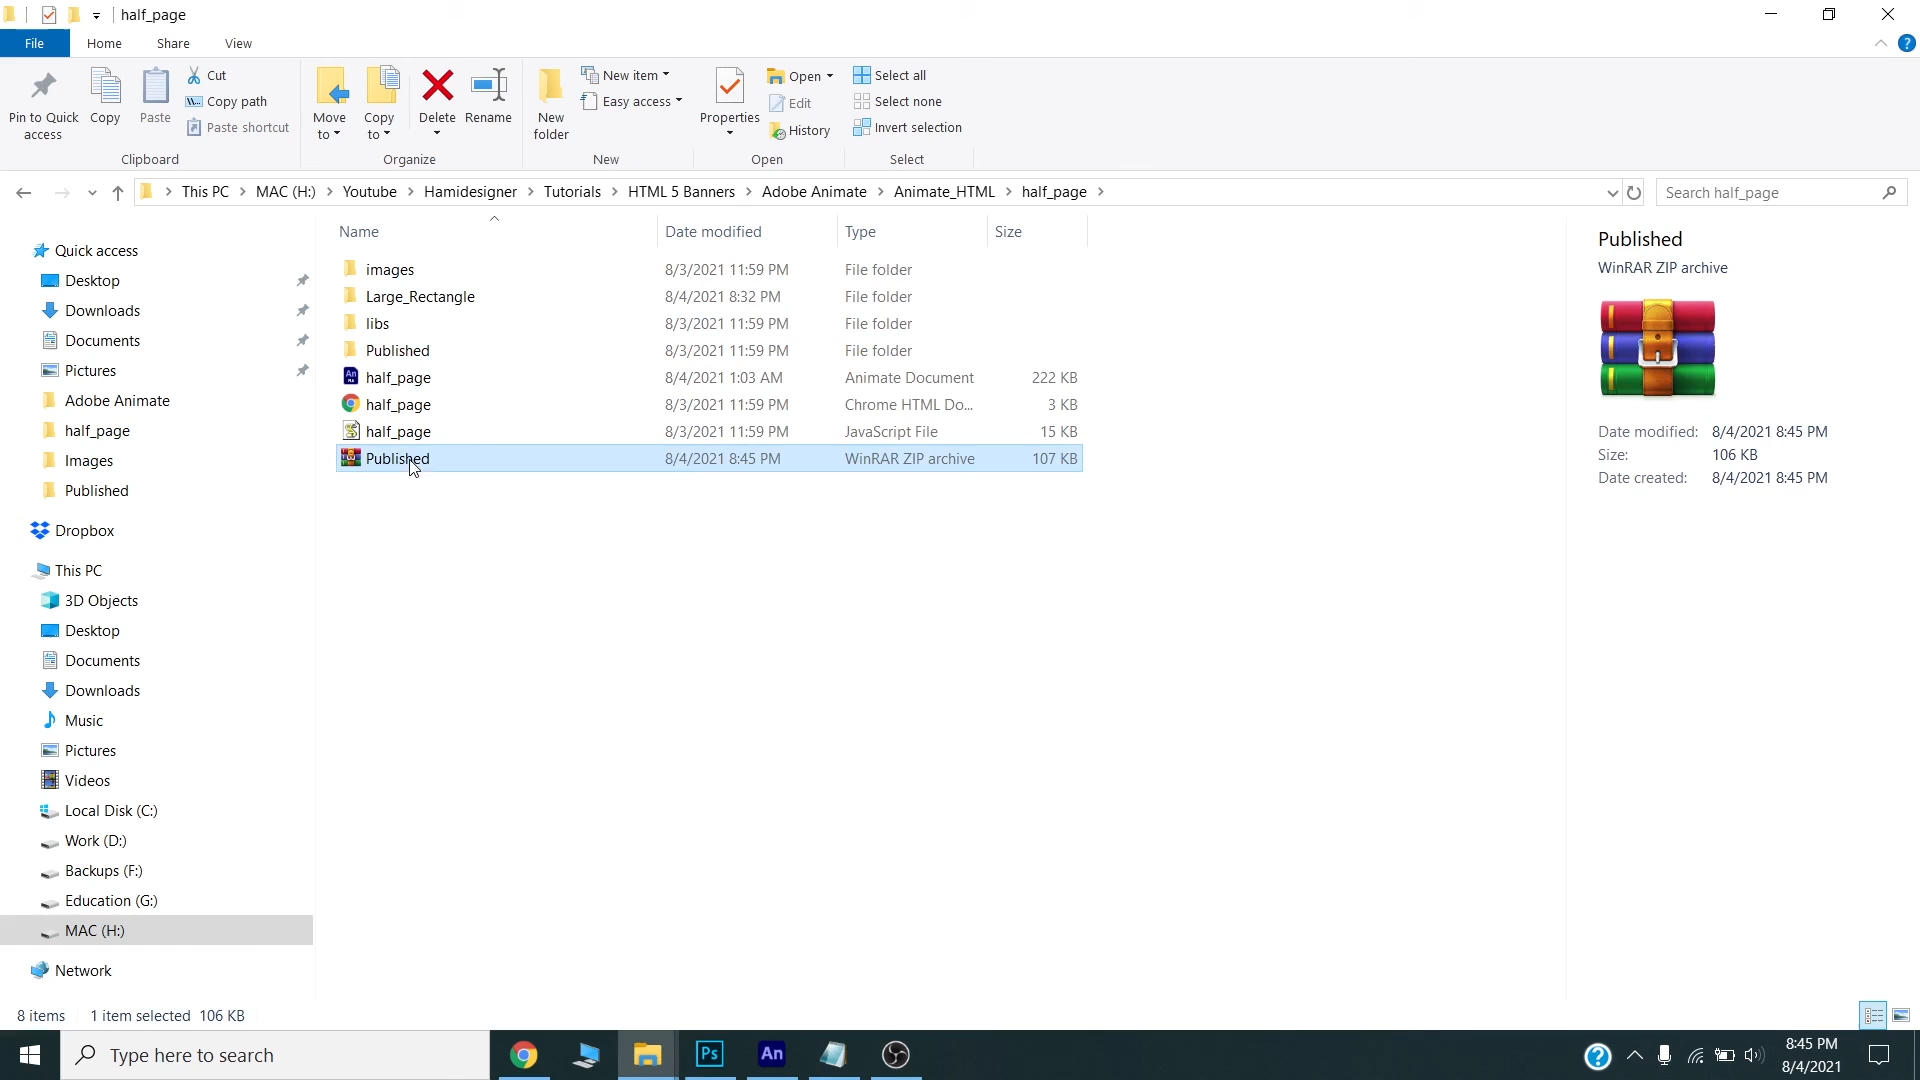 half_page
File Home Share View
Pin to Quick access
Copy
Paste
Cut
Copy path
Paste shortcut
Clipboard
Move to
Copy to
Delete
Rename
Organize
New folder
New item
Easy access
New
Properties
Open
Edit
History
Open
Select all
Select none
Invert selection
Select
This PC > MAC (H:) > Youtube > Hamidesigner > Tutorials > HTML 5 Banners > Adobe Animate > Animate_HTML > half_page >
Search half_page
Quick access
Desktop
Downloads
Documents
Pictures
Adobe Animate
half_page
Images
Published
Dropbox
This PC
3D Objects
Desktop
Documents
Downloads
Music
Pictures
Videos
Local Disk (C:)
Work (D:)
Backups (F:)
Education (G:)
MAC (H:)
Network
Name Date modified Type Size
images 8/3/2021 11:59 PM File folder
Large_Rectangle 8/4/2021 8:32 PM File folder
libs 8/3/2021 11:59 PM File folder
Published 8/3/2021 11:59 PM File folder
half_page 8/4/2021 1:03 AM Animate Document 222 KB
half_page 8/3/2021 11:59 PM Chrome HTML Do... 3 KB
half_page 8/3/2021 11:59 PM JavaScript File 15 KB
Published 8/4/2021 8:45 PM WinRAR ZIP archive 107 KB
Published
WinRAR ZIP archive
Date modified: 8/4/2021 8:45 PM
Size: 106 KB
Date created: 8/4/2021 8:45 PM
8 items 1 item selected 106 KB
Type here to search
Ps
An
8:45 PM
8/4/2021